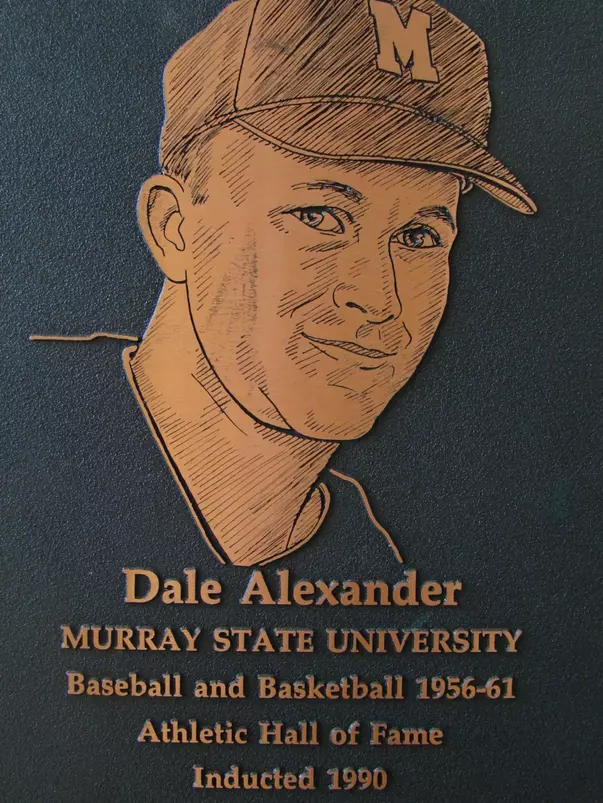 M
Dale Alexander
MURRAY STATE UNIVERSITY
Baseball and Basketball 1956-61
Athletic Hall of Fame
Inducted 1990